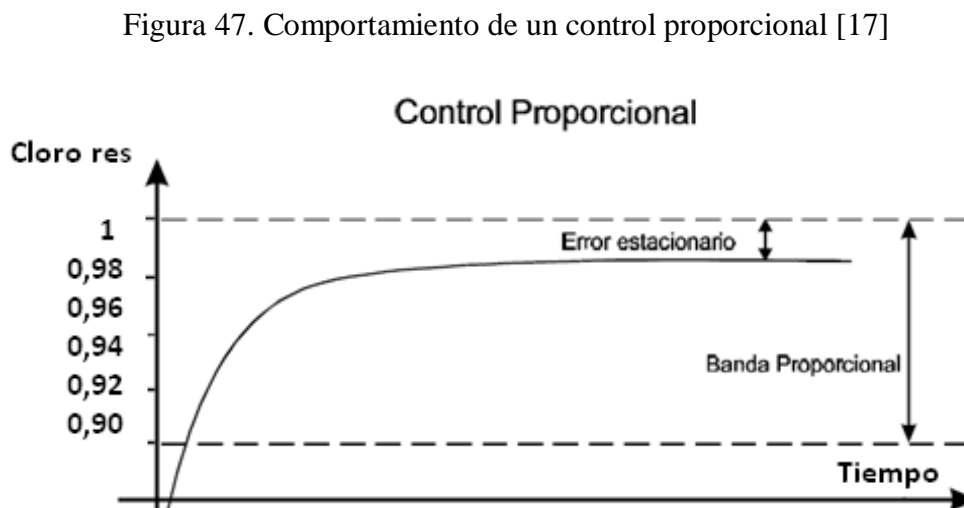 Figura 47. Comportamiento de un control proporcional [17]
Control Proporcional
Cloro res
1
Error estacionario
0,98
0,96
0,94
Banda Proporcional
0,92
0,90
Tiempo